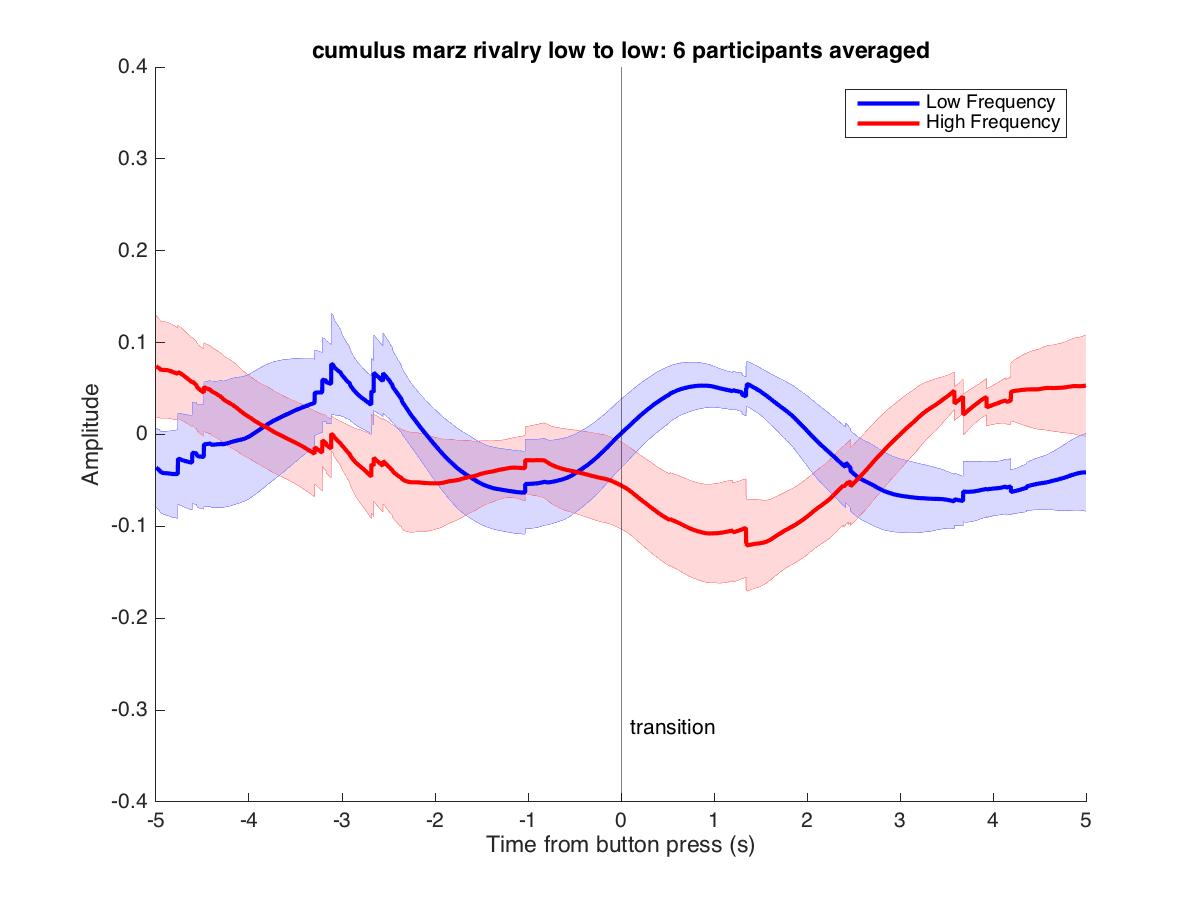 cumulus marz rivalry low to low: 6 participants averaged
0.4
0.3
0.2
0.1
0
-0.1
-0.2
-0.3
-0.4
Amplitude
Low Frequency
High Frequency
transition
-5 -4 -3 -2 -1 0 1 2 3 4 5
Time from button press (s)